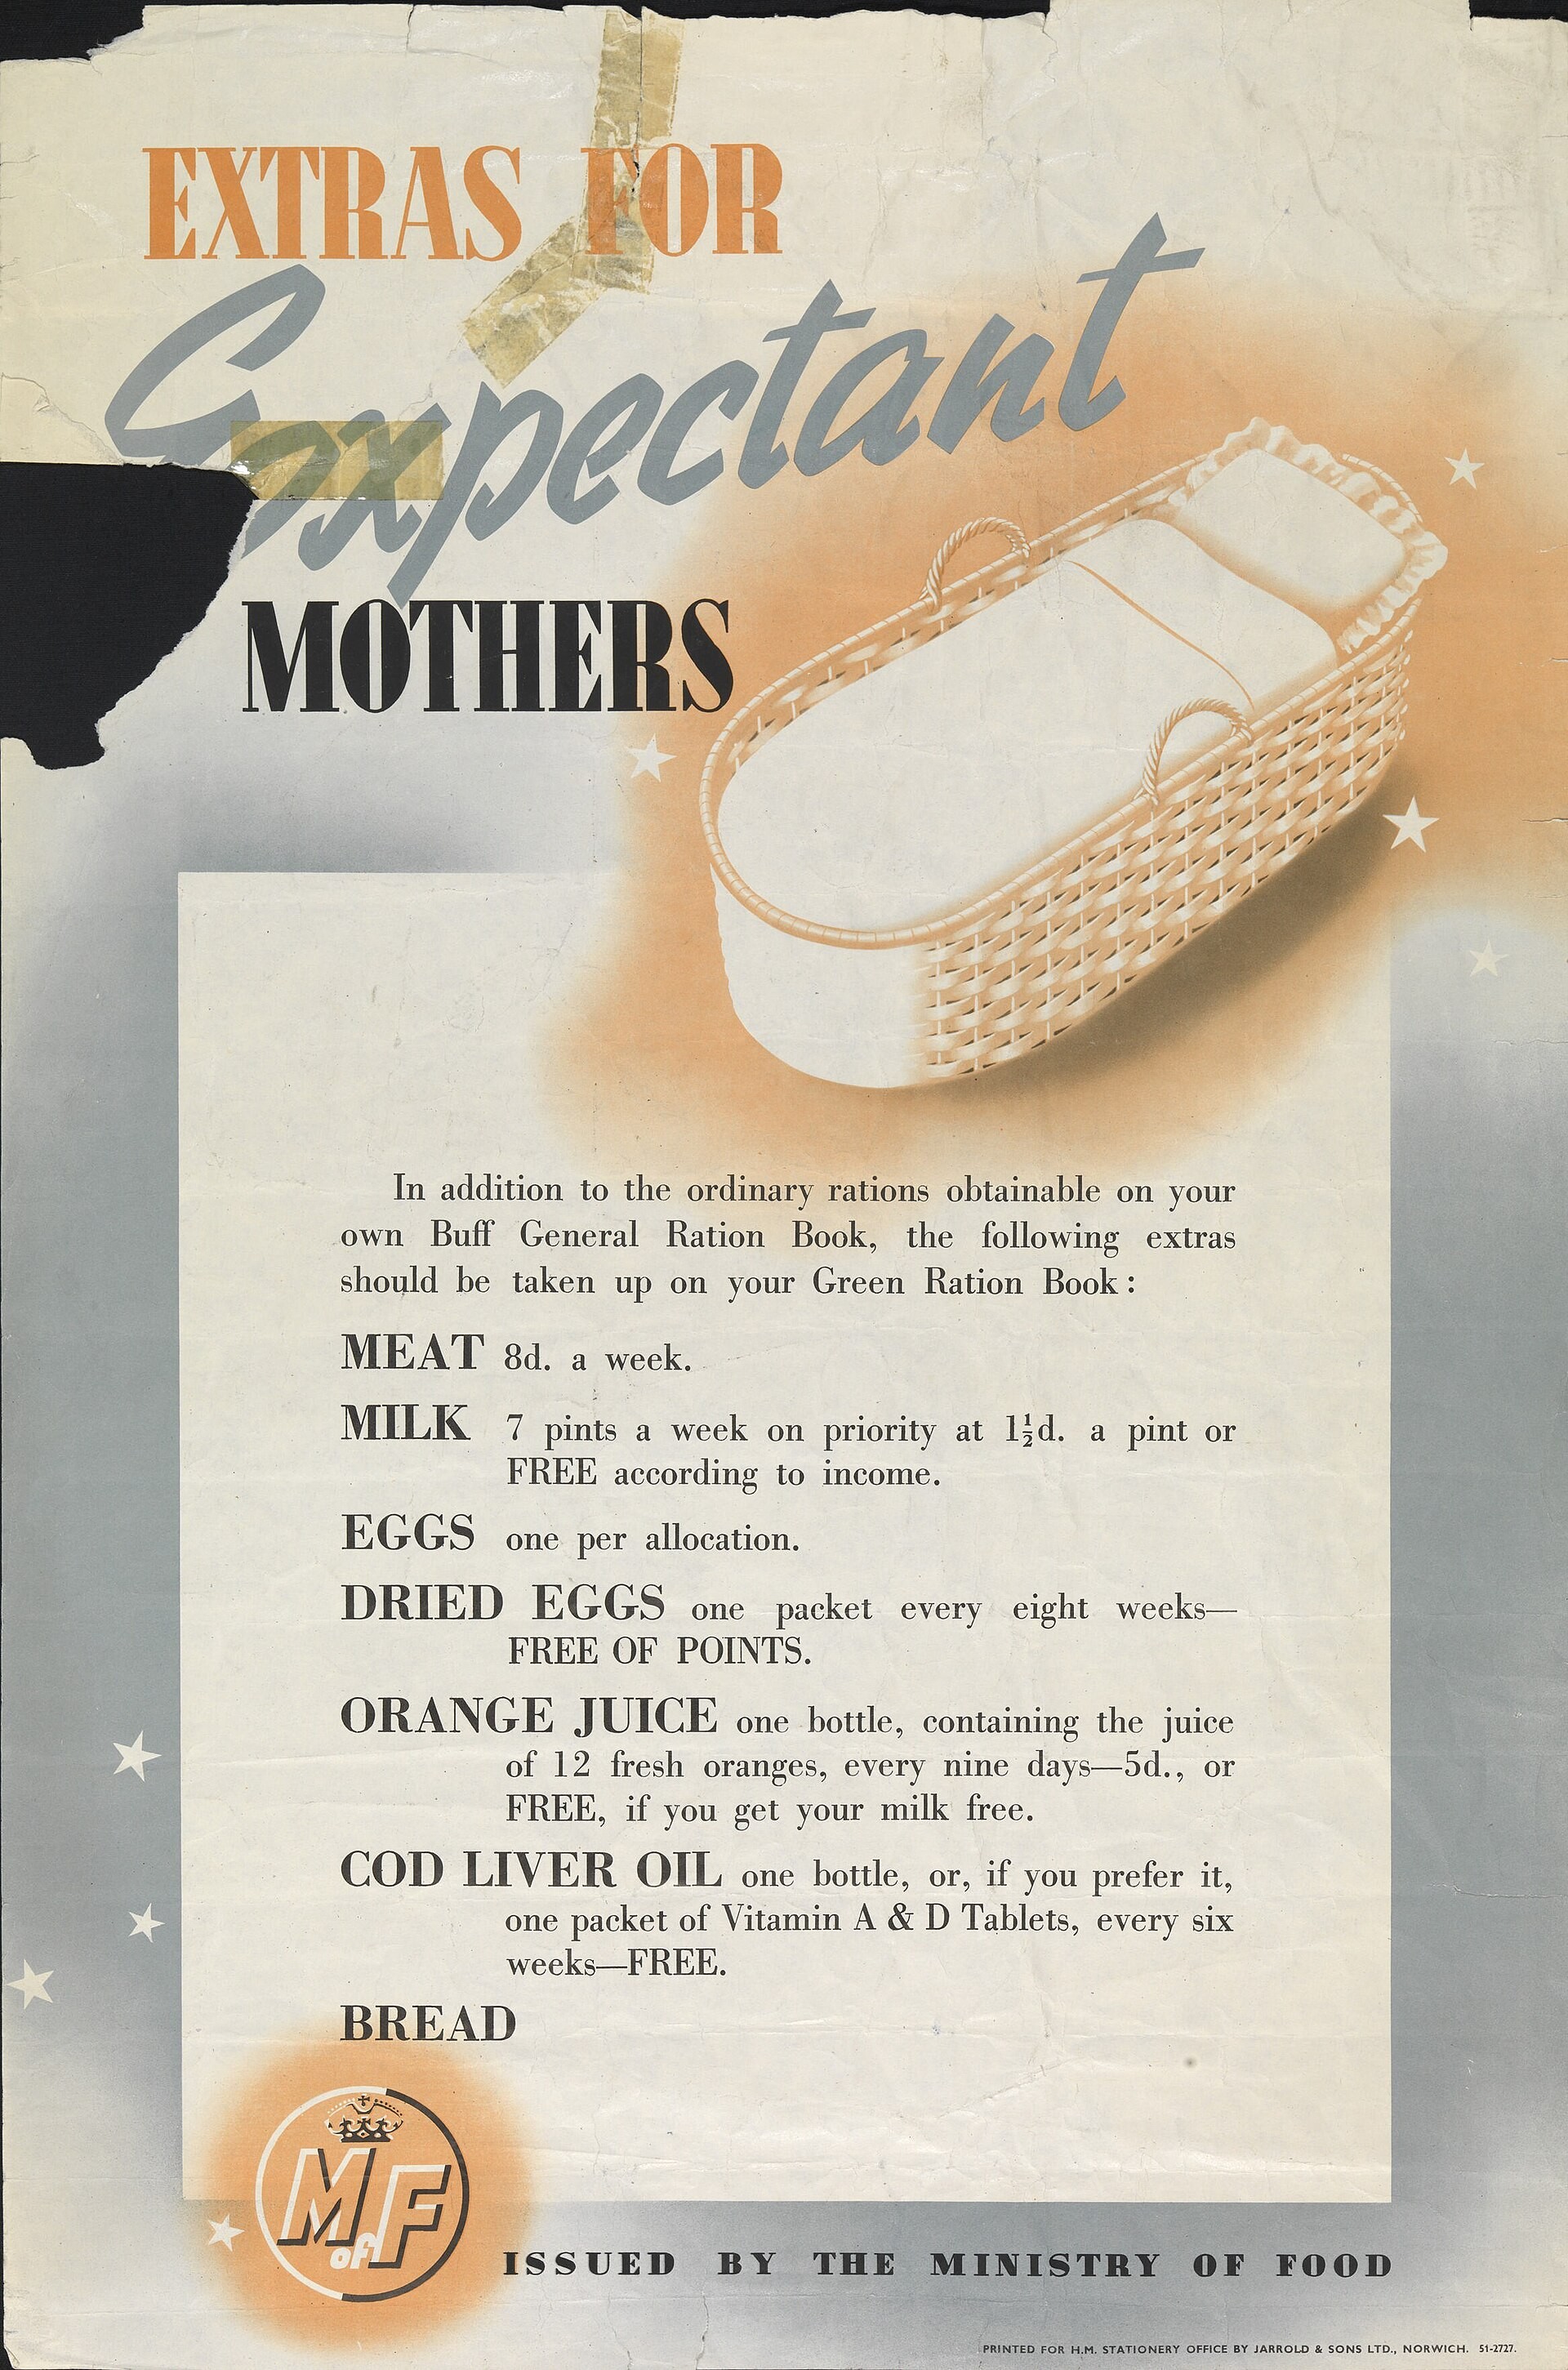 EXTRAS FOR
Expectant
MOTHERS
In addition to the ordinary rations obtainable on your
own Buff General Ration Book, the following extras
should be taken up on your Green Ration Book :
MEAT 8d. a week.
MILK 7 pints a week on priority at 1½d. a pint or
FREE according to income.
EGGS one per allocation.
DRIED EGGS one packet every eight weeks—
FREE OF POINTS.
ORANGE JUICE one bottle, containing the juice
of 12 fresh oranges, every nine days—5d., or
FREE, if you get your milk free.
COD LIVER OIL one bottle, or, if you prefer it,
one packet of Vitamin A & D Tablets, every six
weeks—FREE.
BREAD
M of F
ISSUED BY THE MINISTRY OF FOOD
PRINTED FOR H.M. STATIONERY OFFICE BY JARROLD & SONS LTD., NORWICH. 51-2727.